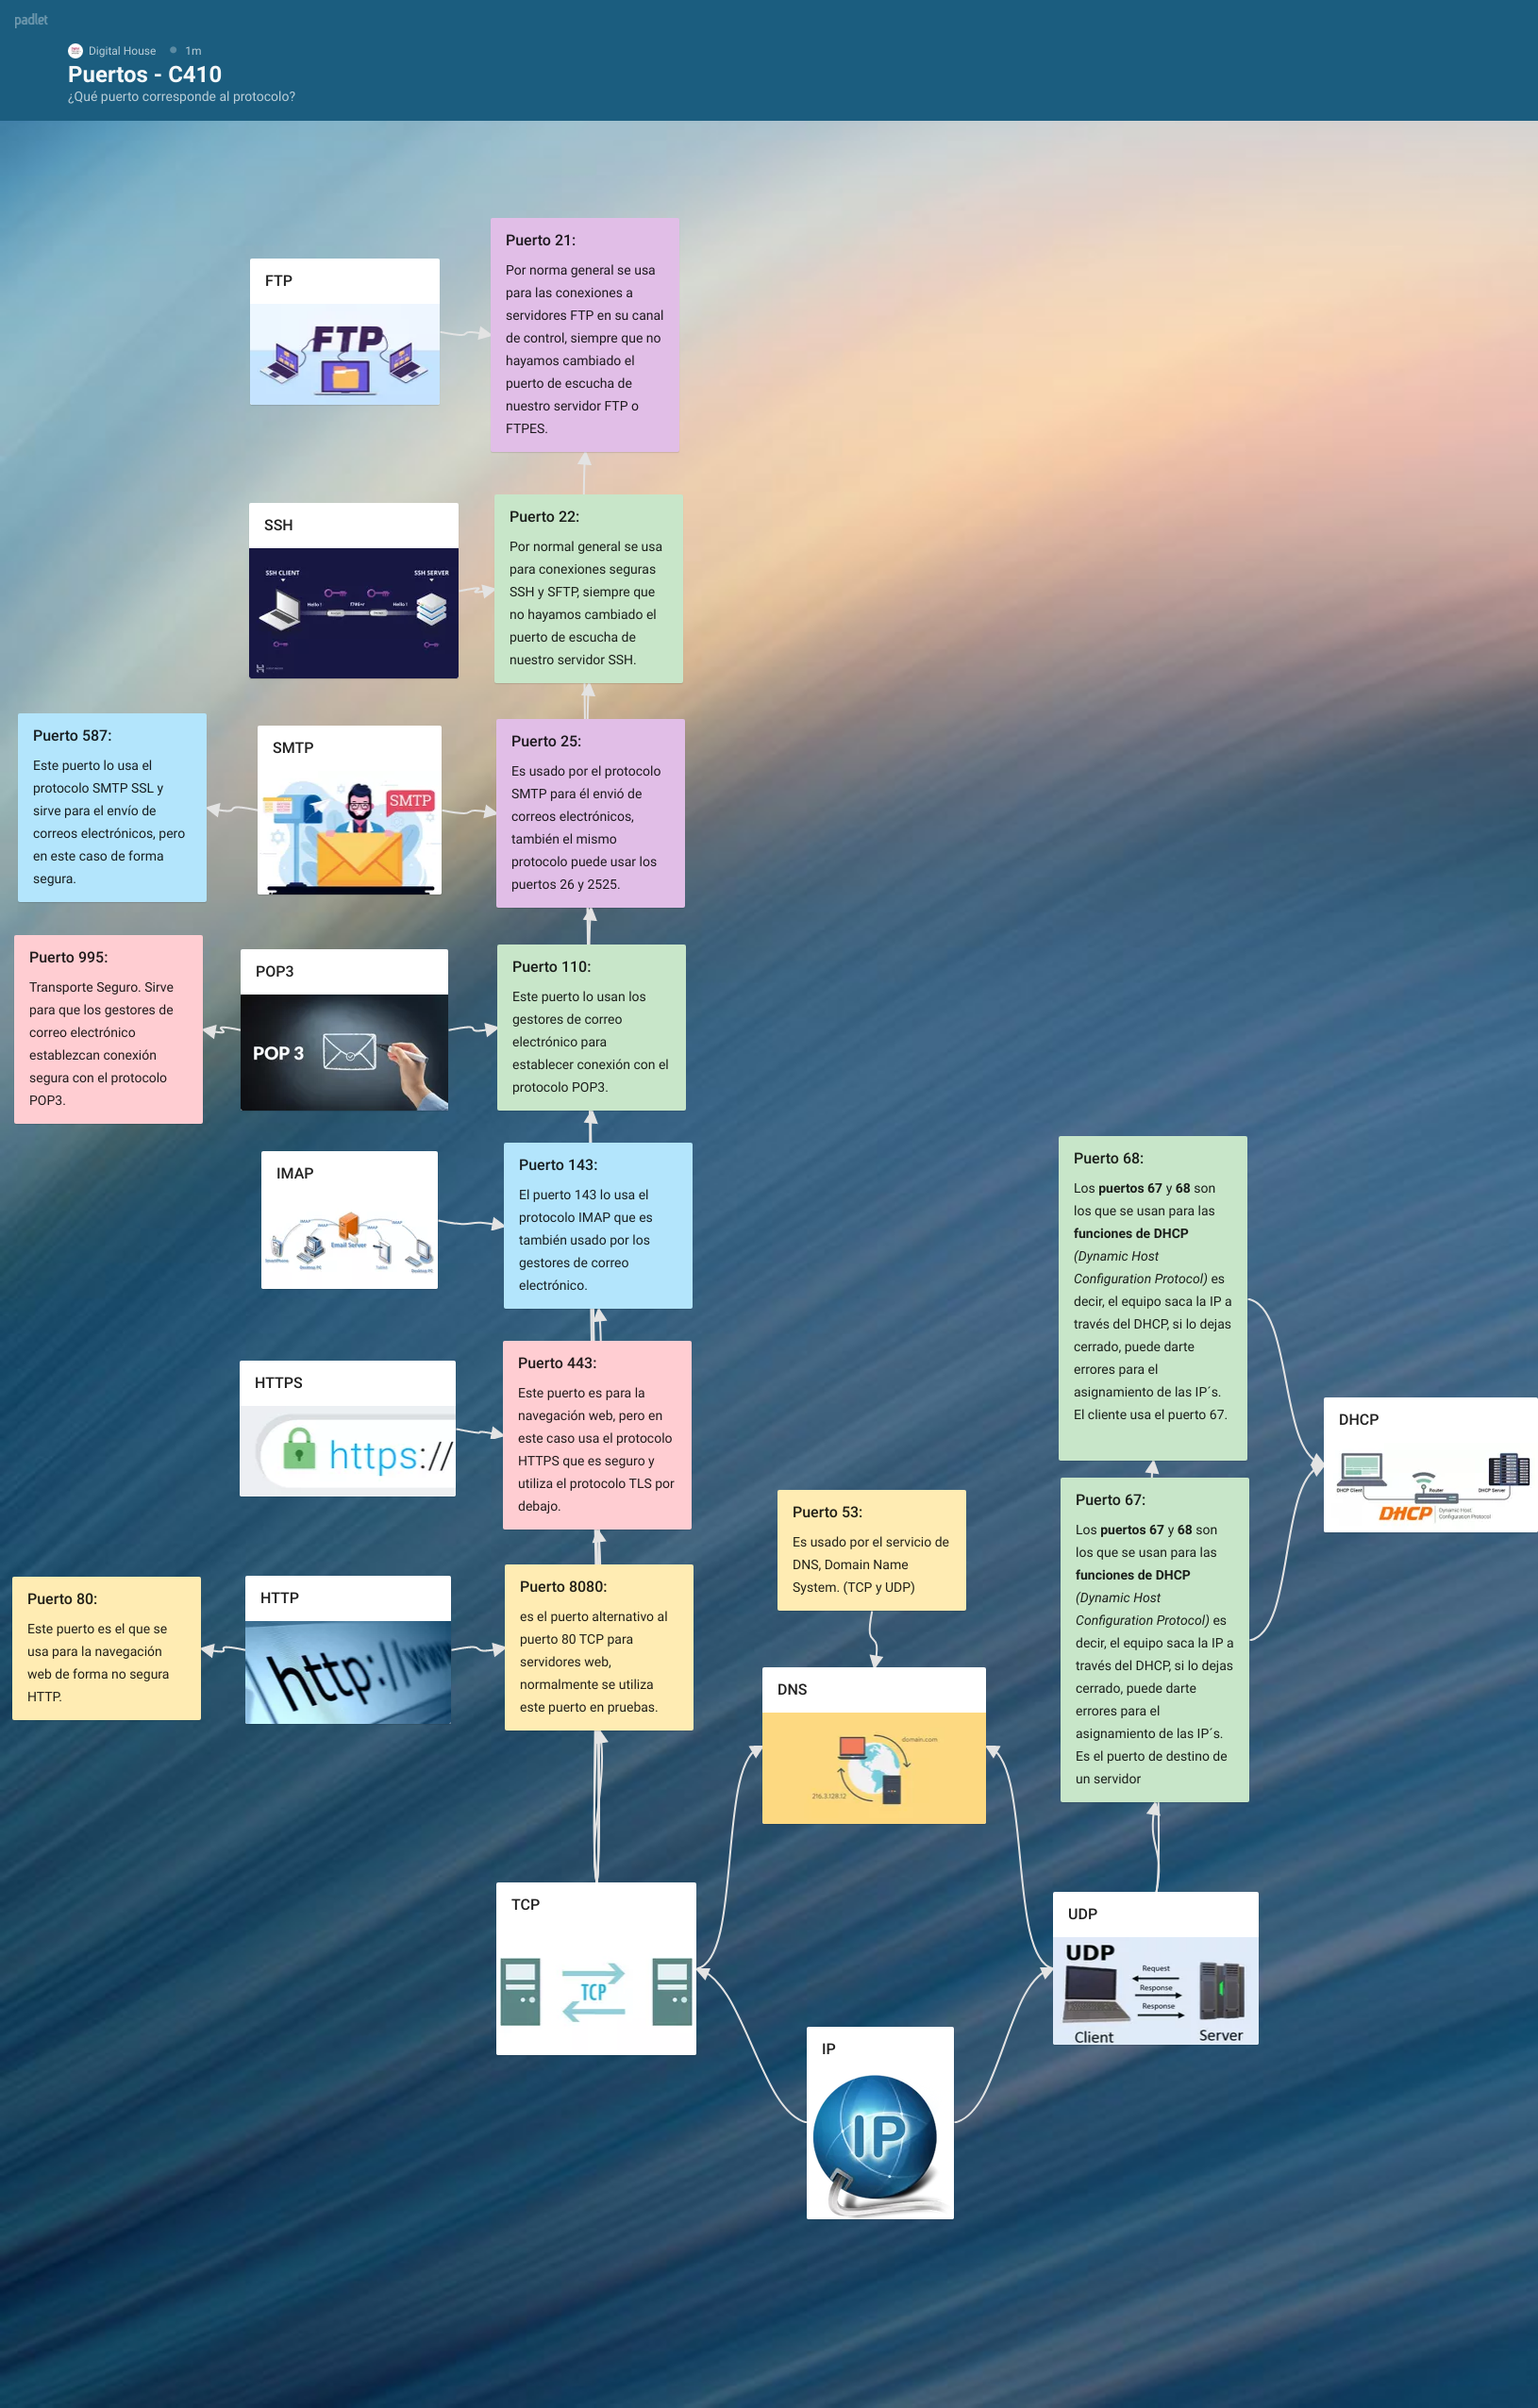 padlet
Digital House
1m
Puertos - C410
¿Qué puerto corresponde al protocolo?
FTP
FTP
Puerto 21:
Por norma general se usa
para las conexiones a
servidores FTP en su canal
de control, siempre que no
hayamos cambiado el
puerto de escucha de
nuestro servidor FTP o
FTPES.
SSH
SSH CLIENT
SSH SERVER
Hello !
Hello !
Puerto 22:
Por normal general se usa
para conexiones seguras
SSH y SFTP, siempre que
no hayamos cambiado el
puerto de escucha de
nuestro servidor SSH.
Puerto 587:
Este puerto lo usa el
protocolo SMTP SSL y
sirve para el envío de
correos electrónicos, pero
en este caso de forma
segura.
SMTP
SMTP
Puerto 25:
Es usado por el protocolo
SMTP para él envió de
correos electrónicos,
también el mismo
protocolo puede usar los
puertos 26 y 2525.
Puerto 995:
Transporte Seguro. Sirve
para que los gestores de
correo electrónico
establezcan conexión
segura con el protocolo
POP3.
POP3
POP 3
Puerto 110:
Este puerto lo usan los
gestores de correo
electrónico para
establecer conexión con el
protocolo POP3.
IMAP
IMAP
IMAP
IMAP
IMAP
Email Server
Desktop PC
Tablet
Desktop PC
Puerto 143:
El puerto 143 lo usa el
protocolo IMAP que es
también usado por los
gestores de correo
electrónico.
HTTPS
https://
Puerto 443:
Este puerto es para la
navegación web, pero en
este caso usa el protocolo
HTTPS que es seguro y
utiliza el protocolo TLS por
debajo.
Puerto 80:
Este puerto es el que se
usa para la navegación
web de forma no segura
HTTP.
HTTP
http://www
Puerto 8080:
es el puerto alternativo al
puerto 80 TCP para
servidores web,
normalmente se utiliza
este puerto en pruebas.
Puerto 53:
Es usado por el servicio de
DNS, Domain Name
System. (TCP y UDP)
DNS
domain.com
216.3.128.12
Puerto 68:
Los puertos 67 y 68 son
los que se usan para las
funciones de DHCP
(Dynamic Host
Configuration Protocol) es
decir, el equipo saca la IP a
través del DHCP, si lo dejas
cerrado, puede darte
errores para el
asignamiento de las IP´s.
El cliente usa el puerto 67.
Puerto 67:
Los puertos 67 y 68 son
los que se usan para las
funciones de DHCP
(Dynamic Host
Configuration Protocol) es
decir, el equipo saca la IP a
través del DHCP, si lo dejas
cerrado, puede darte
errores para el
asignamiento de las IP´s.
Es el puerto de destino de
un servidor
DHCP
DHCP Client
Router
DHCP Server
DHCP
Dynamic Host
Configuration Protocol
TCP
TCP
UDP
UDP
Request
Response
Response
Client
Server
IP
IP